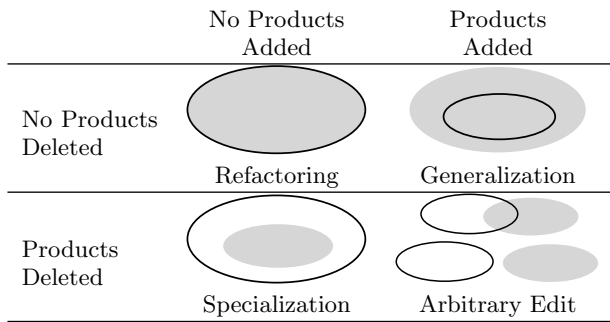 No Products Products
Added Added
No Products
Deleted
Refactoring Generalization
Products
Deleted
Specialization Arbitrary Edit